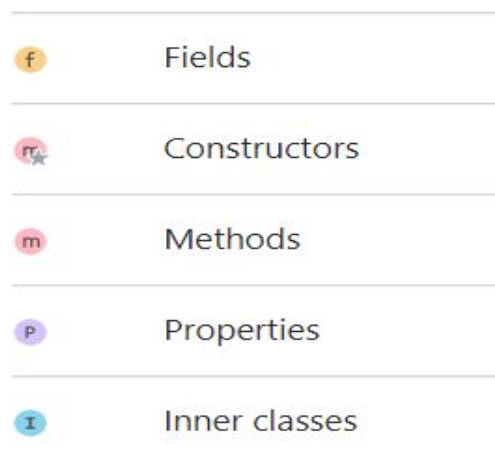 f Fields
m Constructors
m Methods
P Properties
I Inner classes